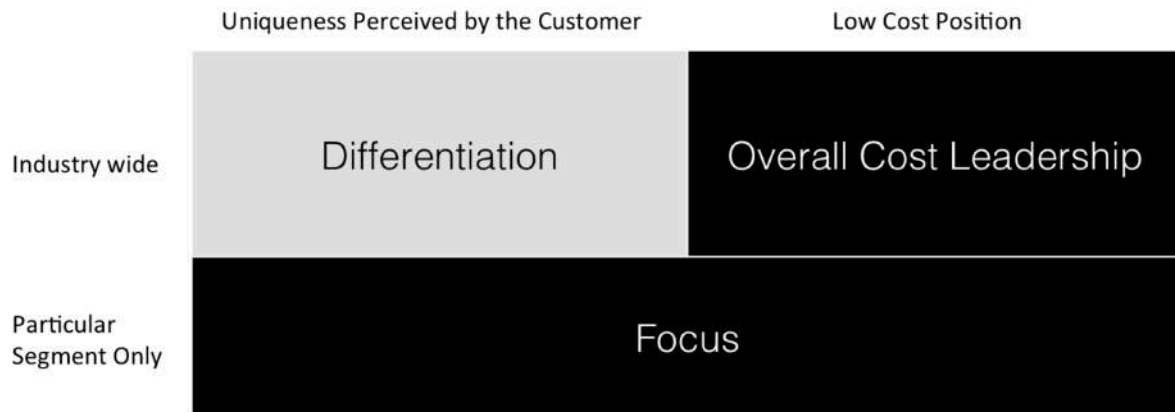 Uniqueness Perceived by the Customer
Low Cost Position
Industry wide
Differentiation
Overall Cost Leadership
Particular
Segment Only
Focus